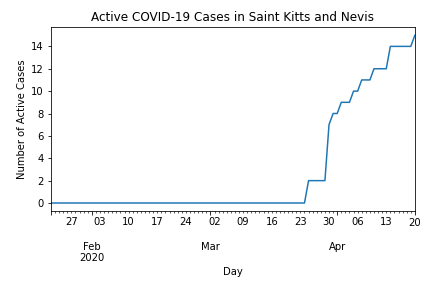 Active COVID-19 Cases in Saint Kitts and Nevis
Number of Active Cases
14
12
10
8
6
4
2
0
27 03 10 17 24 02 09 16 23 30 06 13 20
Feb Mar Apr
2020
Day